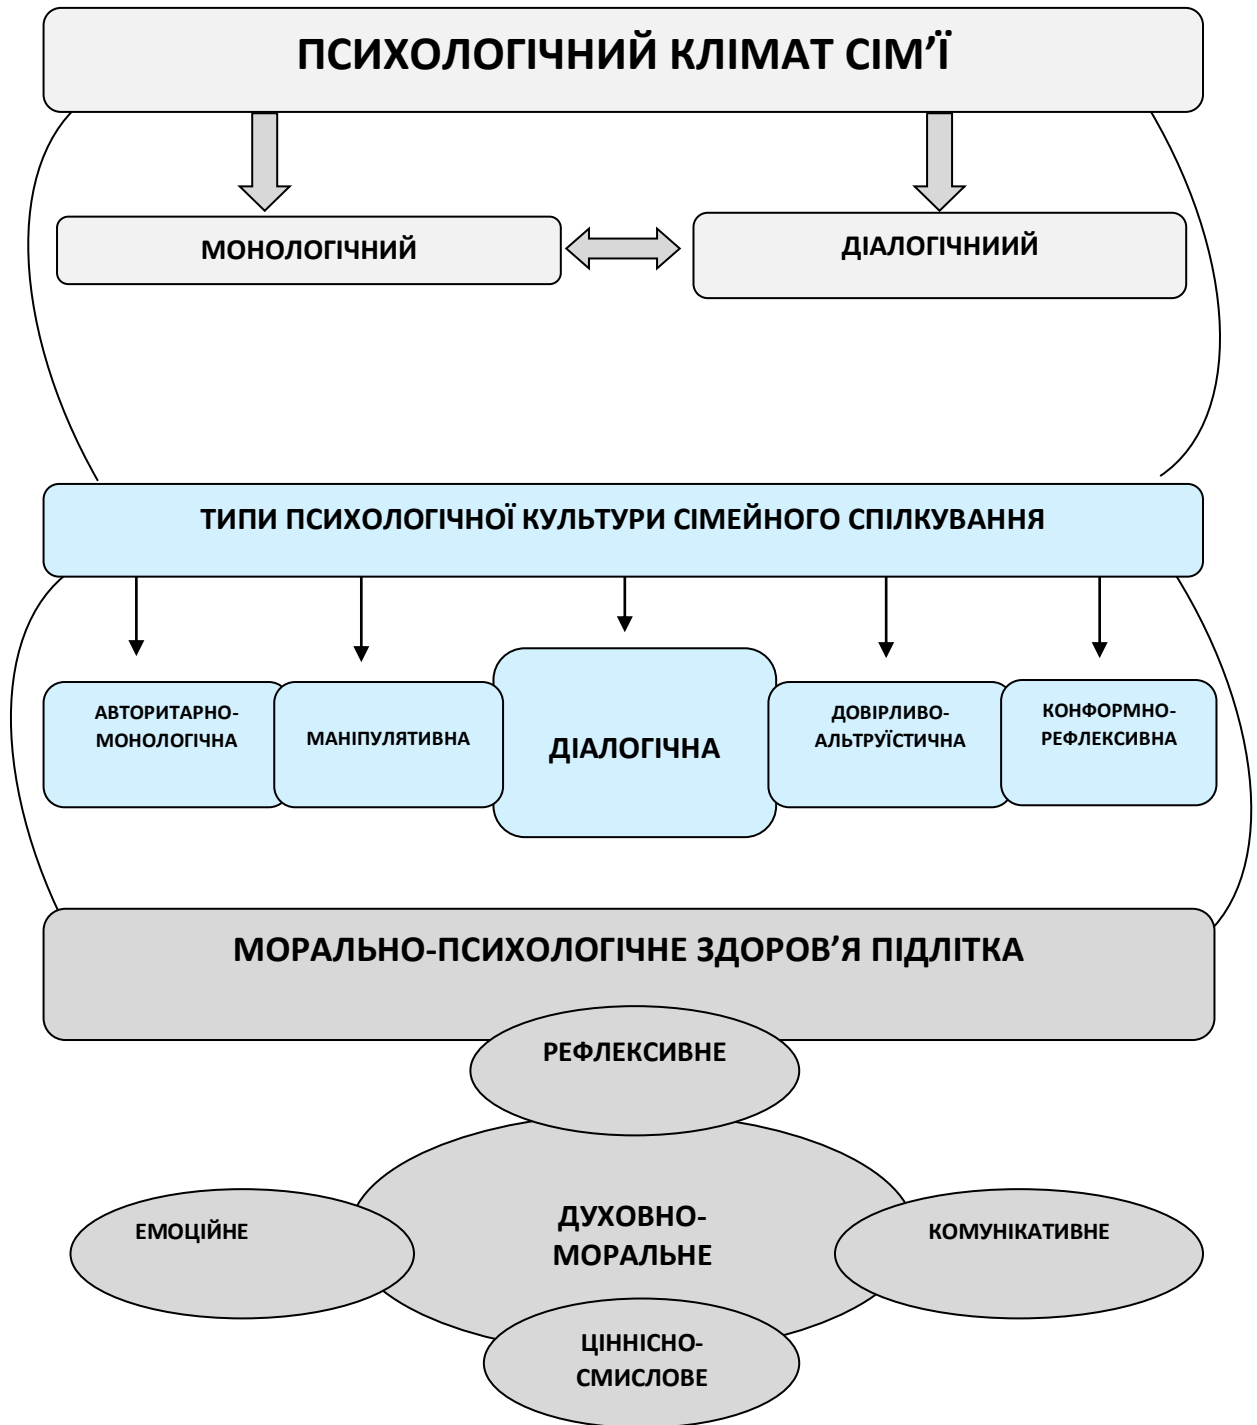 ПСИХОЛОГІЧНИЙ КЛІМАТ СІМ’Ї
МОНОЛОГІЧНИЙ
ДІАЛОГІЧНИИЙ
ТИПИ ПСИХОЛОГІЧНОЇ КУЛЬТУРИ СІМЕЙНОГО СПІЛКУВАННЯ
АВТОРИТАРНО-
МОНОЛОГІЧНА
МАНІПУЛЯТИВНА
ДІАЛОГІЧНА
ДОВІРЛИВО-
АЛЬТРУЇСТИЧНА
КОНФОРМНО-
РЕФЛЕКСИВНА
МОРАЛЬНО-ПСИХОЛОГІЧНЕ ЗДОРОВ’Я ПІДЛІТКА
РЕФЛЕКСИВНЕ
ЕМОЦІЙНЕ
ДУХОВНО-
МОРАЛЬНЕ
КОМУНІКАТИВНЕ
ЦІННІСНО-
СМИСЛОВЕ